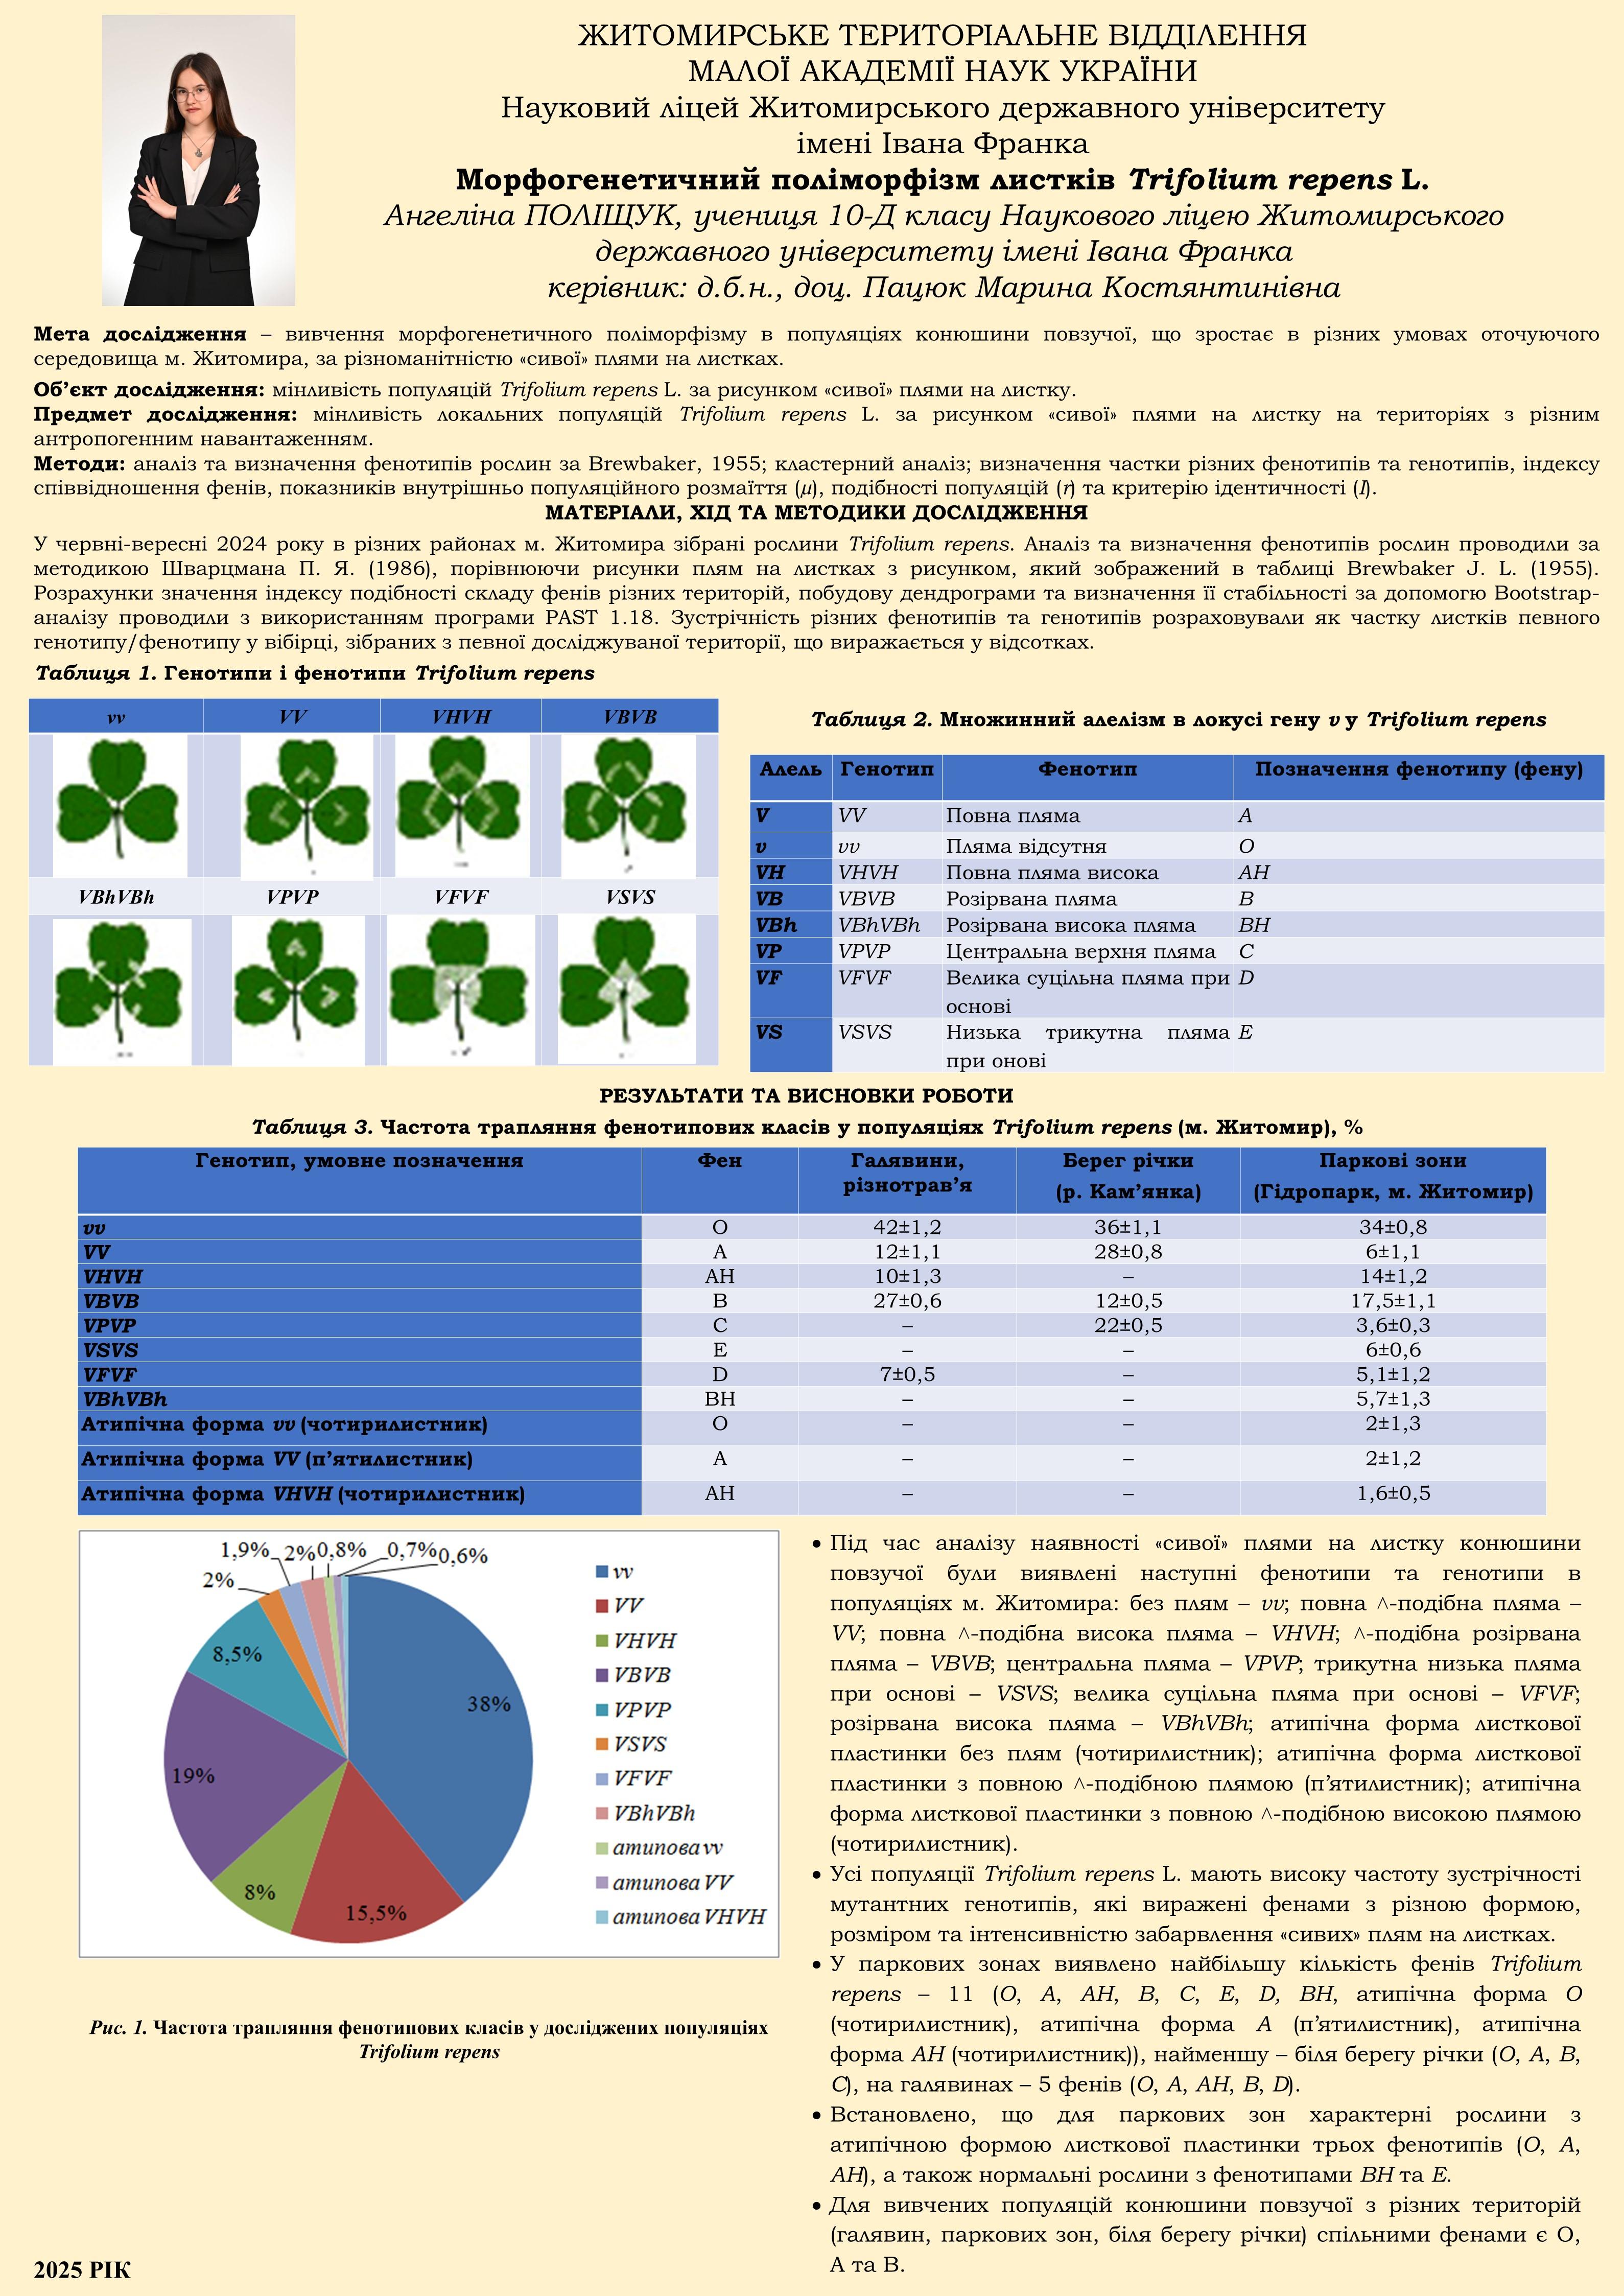 ЖИТОМИРСЬКЕ ТЕРИТОРІАЛЬНЕ ВІДДІЛЕННЯ
МАЛОЇ АКАДЕМІЇ НАУК УКРАЇНИ
Науковий ліцей Житомирського державного університету
імені Івана Франка
Морфогенетичний поліморфізм листків Trifolium repens L.
Ангеліна ПОЛІЩУК, учениця 10-Д класу Наукового ліцею Житомирського
державного університету імені Івана Франка
керівник: д.б.н., доц. Пацюк Марина Костянтинівна
Мета дослідження – вивчення морфогенетичного поліморфізму в популяціях конюшини повзучої, що зростає в різних умовах оточуючого
середовища м. Житомира, за різноманітністю «сивої» плями на листках.
Об’єкт дослідження: мінливість популяцій Trifolium repens L. за рисунком «сивої» плями на листку.
Предмет дослідження: мінливість локальних популяцій Trifolium repens L. за рисунком «сивої» плями на листку на територіях з різним
антропогенним навантаженням.
Методи: аналіз та визначення фенотипів рослин за Brewbaker, 1955; кластерний аналіз; визначення частки різних фенотипів та генотипів, індексу
співвідношення фенів, показників внутрішньо популяційного розмаїття (μ), подібності популяцій (r) та критерію ідентичності (I).
МАТЕРІАЛИ, ХІД ТА МЕТОДИКИ ДОСЛІДЖЕННЯ
У червні-вересні 2024 року в різних районах м. Житомира зібрані рослини Trifolium repens. Аналіз та визначення фенотипів рослин проводили за
методикою Шварцмана П. Я. (1986), порівнюючи рисунки плям на листках з рисунком, який зображений в таблиці Brewbaker J. L. (1955).
Розрахунки значення індексу подібності складу фенів різних територій, побудову дендрограми та визначення її стабільності за допомогою Bootstrap-
аналізу проводили з використанням програми PAST 1.18. Зустрічність різних фенотипів та генотипів розраховували як частку листків певного
генотипу/фенотипу у вібірці, зібраних з певної досліджуваної території, що виражається у відсотках.
Таблиця 1. Генотипи і фенотипи Trifolium repens
vv VV VHVH VBVB
VBhVBh VPVP VFVF VSVS
Таблиця 2. Множинний алелізм в локусі гену v у Trifolium repens
Алель Генотип Фенотип Позначення фенотипу (фену)
V VV Повна пляма A
v vv Пляма відсутня O
VH VHVH Повна пляма висока AH
VB VBVB Розірвана пляма B
VBh VBhVBh Розірвана висока пляма BH
VP VPVP Центральна верхня пляма C
VF VFVF Велика суцільна пляма при D
основі
VS VSVS Низька трикутна пляма E
при онові
РЕЗУЛЬТАТИ ТА ВИСНОВКИ РОБОТИ
Таблиця 3. Частота трапляння фенотипових класів у популяціях Trifolium repens (м. Житомир), %
Генотип, умовне позначення Фен Галявини, Берег річки Паркові зони
різнотрав’я (р. Кам’янка) (Гідропарк, м. Житомир)
vv O 42±1,2 36±1,1 34±0,8
VV A 12±1,1 28±0,8 6±1,1
VHVH AH 10±1,3 – 14±1,2
VBVB B 27±0,6 12±0,5 17,5±1,1
VPVP C – 22±0,5 3,6±0,3
VSVS E – – 6±0,6
VFVF D 7±0,5 – 5,1±1,2
VBhVBh BH – – 5,7±1,3
Атипічна форма vv (чотирилистник) O – – 2±1,3
Атипічна форма VV (п’ятилистник) A – – 2±1,2
Атипічна форма VHVH (чотирилистник) AH – – 1,6±0,5
1,9% 2% 0,8% 0,7% 0,6%
2%
8,5%
38%
19%
8%
15,5%
vv
VV
VHVH
VBVB
VPVP
VSVS
VFVF
VBhVBh
атипова vv
атипова VV
атипова VHVH
Рис. 1. Частота трапляння фенотипових класів у досліджених популяціях
Trifolium repens
• Під час аналізу наявності «сивої» плями на листку конюшини
повзучої були виявлені наступні фенотипи та генотипи в
популяціях м. Житомира: без плям – vv; повна ^-подібна пляма –
VV; повна ^-подібна висока пляма – VHVH; ^-подібна розірвана
пляма – VBVB; центральна пляма – VPVP; трикутна низька пляма
при основі – VSVS; велика суцільна пляма при основі – VFVF;
розірвана висока пляма – VBhVBh; атипічна форма листкової
пластинки без плям (чотирилистник); атипічна форма листкової
пластинки з повною ^-подібною плямою (п’ятилистник); атипічна
форма листкової пластинки з повною ^-подібною високою плямою
(чотирилистник).
• Усі популяції Trifolium repens L. мають високу частоту зустрічності
мутантних генотипів, які виражені фенами з різною формою,
розміром та інтенсивністю забарвлення «сивих» плям на листках.
• У паркових зонах виявлено найбільшу кількість фенів Trifolium
repens – 11 (O, A, AH, B, C, E, D, BH, атипічна форма O
(чотирилистник), атипічна форма A (п’ятилистник), атипічна
форма AH (чотирилистник)), найменшу – біля берегу річки (O, A, B,
C), на галявинах – 5 фенів (O, A, AH, B, D).
• Встановлено, що для паркових зон характерні рослини з
атипічною формою листкової пластинки трьох фенотипів (O, A,
AH), а також нормальні рослини з фенотипами BH та E.
• Для вивчених популяцій конюшини повзучої з різних територій
(галявин, паркових зон, біля берегу річки) спільними фенами є О,
А та В.
2025 РІК